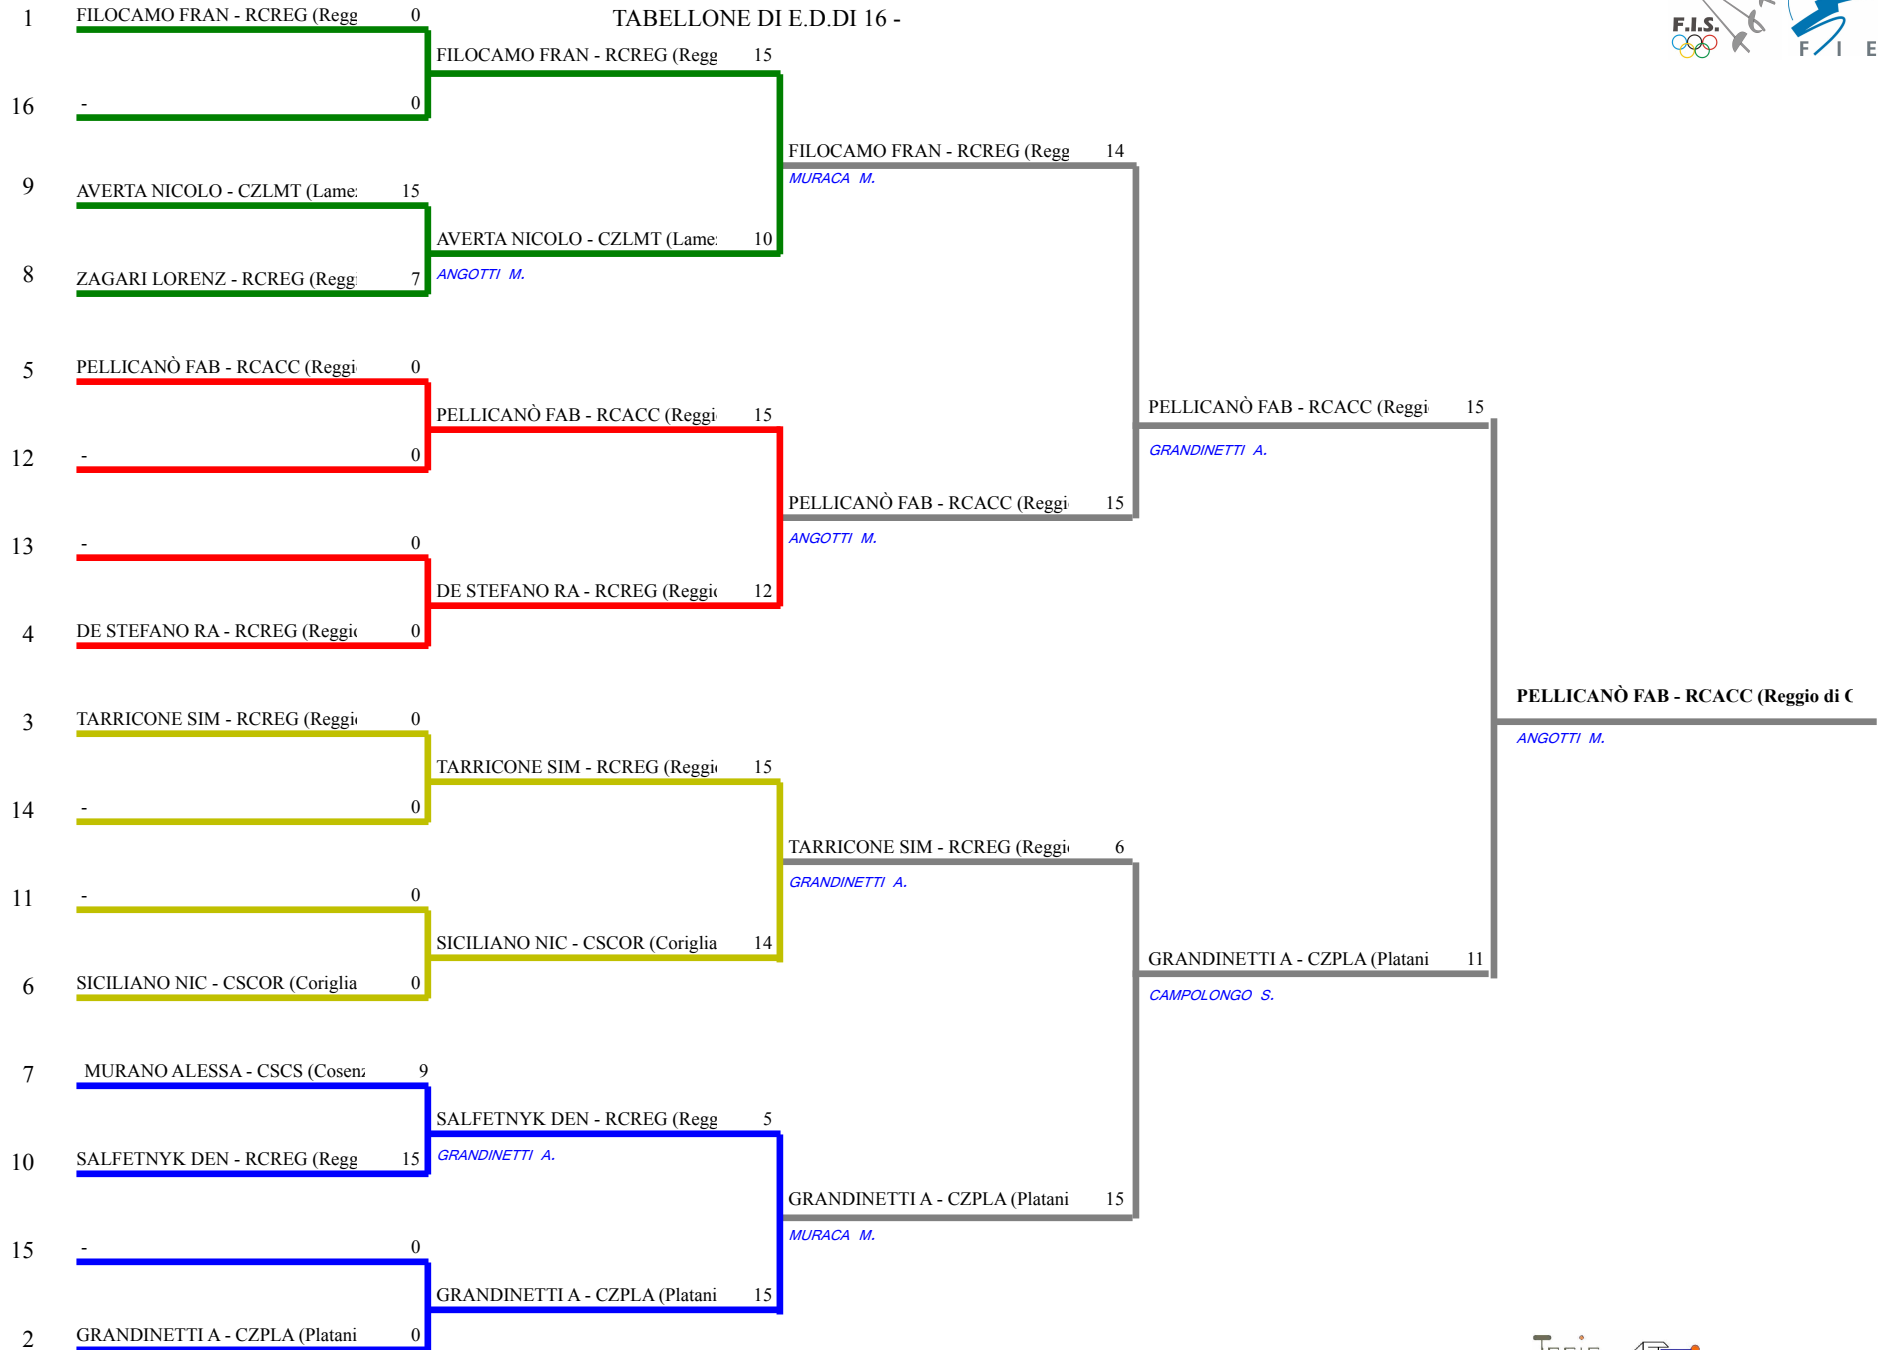 TABELLONE DI E.D.DI 16 -
F.I.S.
F I E
1 FILOCAMO FRAN - RCREG (Regg 0
FILOCAMO FRAN - RCREG (Regg 15
16 - 0
FILOCAMO FRAN - RCREG (Regg 14
MURACA M.
9 AVERTA NICOLO - CZLMT (Lame 15
AVERTA NICOLO - CZLMT (Lame 10
ANGOTTI M.
8 ZAGARI LORENZ - RCREG (Regg 7
5 PELLICANÒ FAB - RCACC (Reggi 0
PELLICANÒ FAB - RCACC (Reggi 15
PELLICANÒ FAB - RCACC (Reggi 15
GRANDINETTI A.
12 - 0
PELLICANÒ FAB - RCACC (Reggi 15
ANGOTTI M.
13 - 0
DE STEFANO RA - RCREG (Reggi 12
4 DE STEFANO RA - RCREG (Reggi 0
PELLICANÒ FAB - RCACC (Reggio di C
ANGOTTI M.
3 TARRICONE SIM - RCREG (Reggi 0
TARRICONE SIM - RCREG (Reggi 15
14 - 0
TARRICONE SIM - RCREG (Reggi 6
GRANDINETTI A.
11 - 0
SICILIANO NIC - CSCOR (Coriglia 14
GRANDINETTI A - CZPLA (Platani 11
CAMPOLONGO S.
6 SICILIANO NIC - CSCOR (Coriglia 0
7 MURANO ALESSA - CSCS (Cosen 9
SALFETNYK DEN - RCREG (Regg 5
GRANDINETTI A.
10 SALFETNYK DEN - RCREG (Regg 15
GRANDINETTI A - CZPLA (Platani 15
MURACA M.
15 - 0
GRANDINETTI A - CZPLA (Platani 15
2 GRANDINETTI A - CZPLA (Platani 0